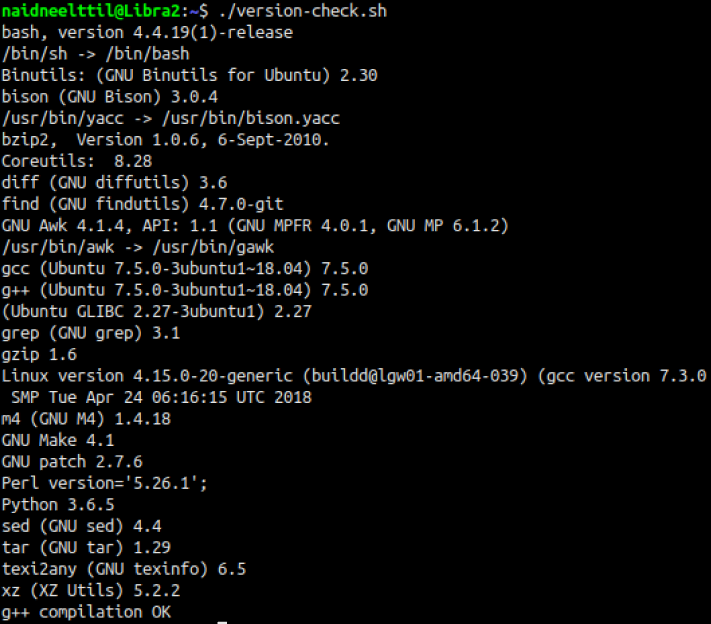 naidneelttil@Libra2:~$ ./version-check.sh
bash, version 4.4.19(1)-release
/bin/sh -> /bin/bash
Binutils: (GNU Binutils for Ubuntu) 2.30
bison (GNU Bison) 3.0.4
/usr/bin/yacc -> /usr/bin/bison.yacc
bzip2,  Version 1.0.6, 6-Sept-2010.
Coreutils:  8.28
diff (GNU diffutils) 3.6
find (GNU findutils) 4.7.0-git
GNU Awk 4.1.4, API: 1.1 (GNU MPFR 4.0.1, GNU MP 6.1.2)
/usr/bin/awk -> /usr/bin/gawk
gcc (Ubuntu 7.5.0-3ubuntu1~18.04) 7.5.0
g++ (Ubuntu 7.5.0-3ubuntu1~18.04) 7.5.0
(Ubuntu GLIBC 2.27-3ubuntu1) 2.27
grep (GNU grep) 3.1
gzip 1.6
Linux version 4.15.0-20-generic (buildd@lgw01-amd64-039) (gcc version 7.3.0
 SMP Tue Apr 24 06:16:15 UTC 2018
m4 (GNU M4) 1.4.18
GNU Make 4.1
GNU patch 2.7.6
Perl version='5.26.1';
Python 3.6.5
sed (GNU sed) 4.4
tar (GNU tar) 1.29
texi2any (GNU texinfo) 6.5
xz (XZ Utils) 5.2.2
g++ compilation OK